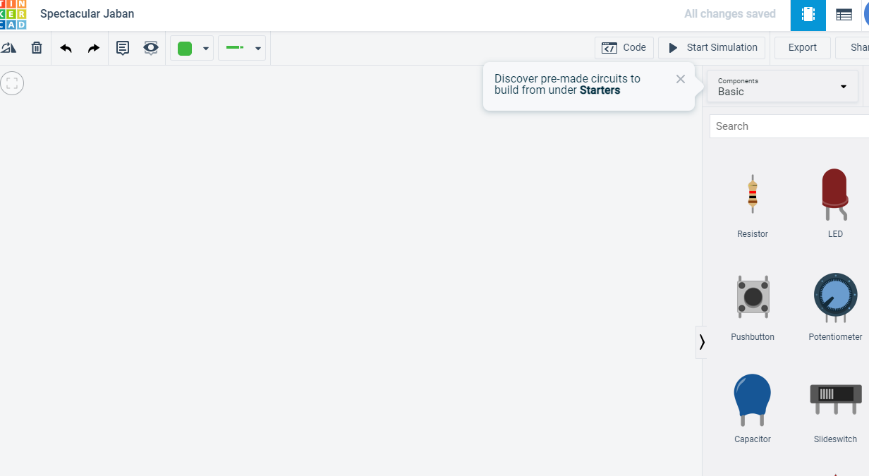 TIN
KER
CAD
Spectacular Jaban
All changes saved
Code
Start Simulation
Export
Shar
Discover pre-made circuits to
build from under Starters
Components
Basic
Search
Resistor
LED
Pushbutton
Potentiometer
Capacitor
Slideswitch